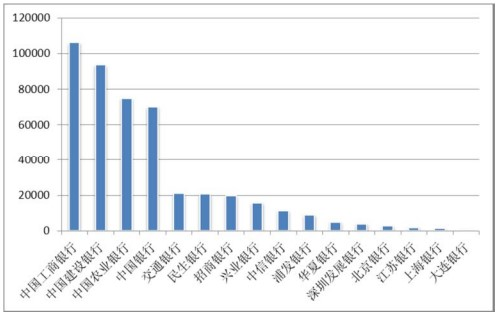 120000
100000
80000
60000
40000
20000
0
中国工商银行
中国建设银行
中国农业银行
中国银行
交通银行
民生银行
招商银行
兴业银行
中信银行
浦发银行
华夏银行
深圳发展银行
北京银行
江苏银行
上海银行
大连银行